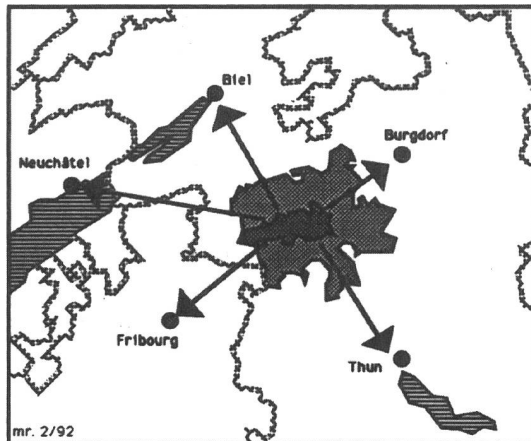 Biel
Burgdorf
Neuchâtel
Fribourg
Thun
mr. 2/92